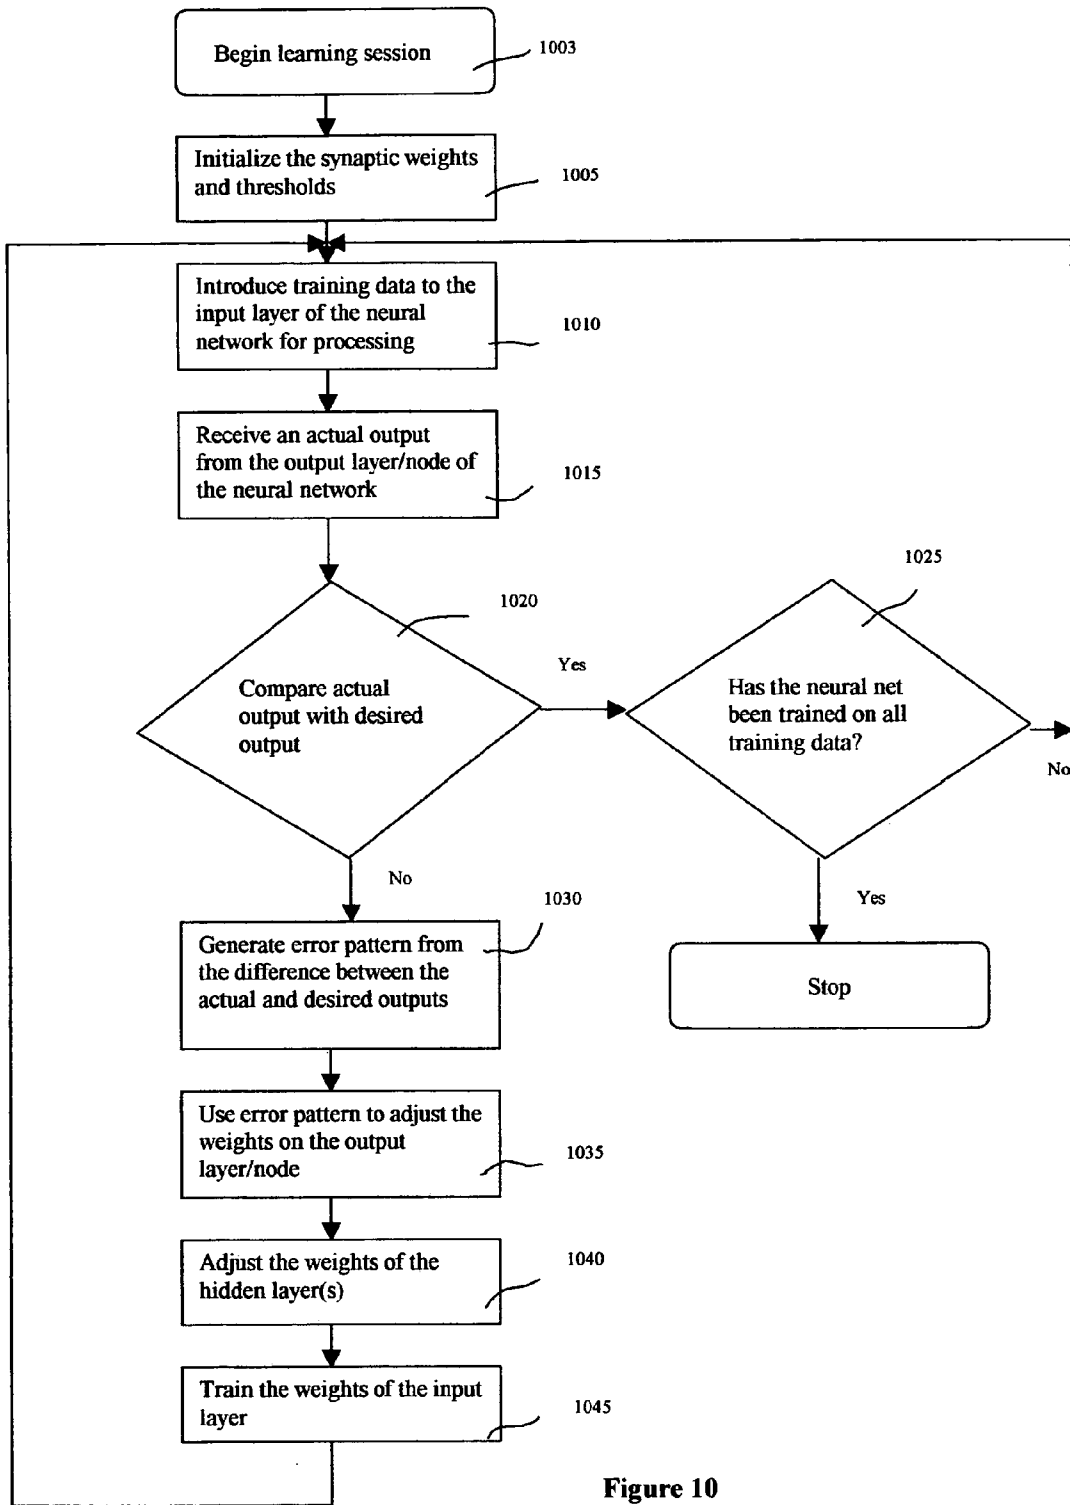 Begin learning session
1003
Initialize the synaptic weights
and thresholds
1005
Introduce training data to the
input layer of the neural
network for processing
1010
Receive an actual output
from the output layer/node of
the neural network
1015
1020
Compare actual
output with desired
output
Yes
1025
Has the neural net
been trained on all
training data?
No
No
Yes
1030
Generate error pattern from
the difference between the
actual and desired outputs
Stop
Use error pattern to adjust the
weights on the output
layer/node
1035
Adjust the weights of the
hidden layer(s)
1040
Train the weights of the input
layer
1045
Figure 10